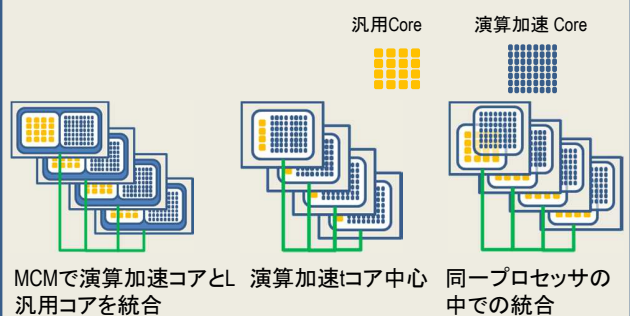 汎用Core
演算加速 Core
MCMで演算加速コアとL
汎用コアを統合
演算加速tコア中心
同一プロセッサの
中での統合